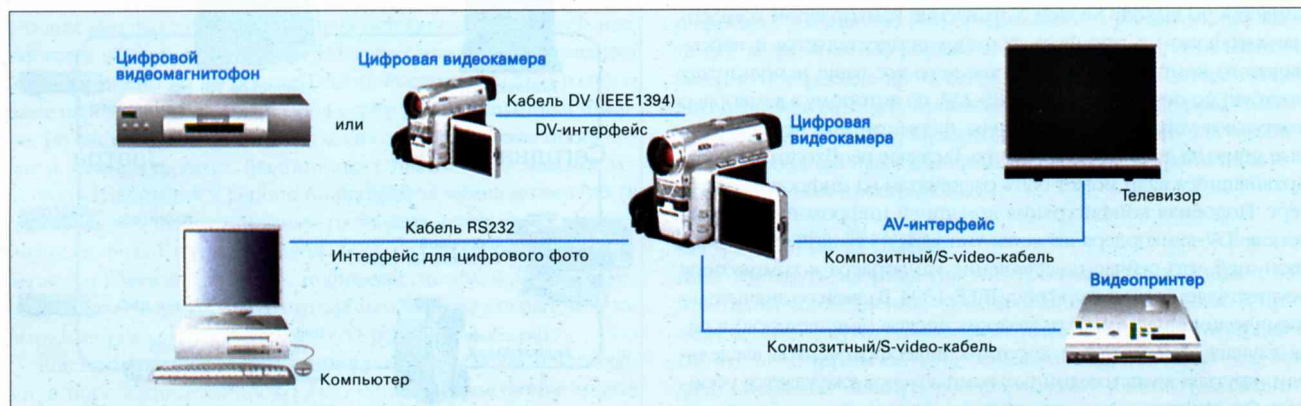 Цифровой
видеомагнитофон
или
Цифровая видеокамера
Кабель DV (IEEE1394)
DV-интерфейс
Цифровая
видеокамера
Телевизор
Кабель RS232
Интерфейс для цифрового фото
AV-интерфейс
Композитный/S-video-кабель
Компьютер
Видеопринтер
Композиный/S-video-кабель